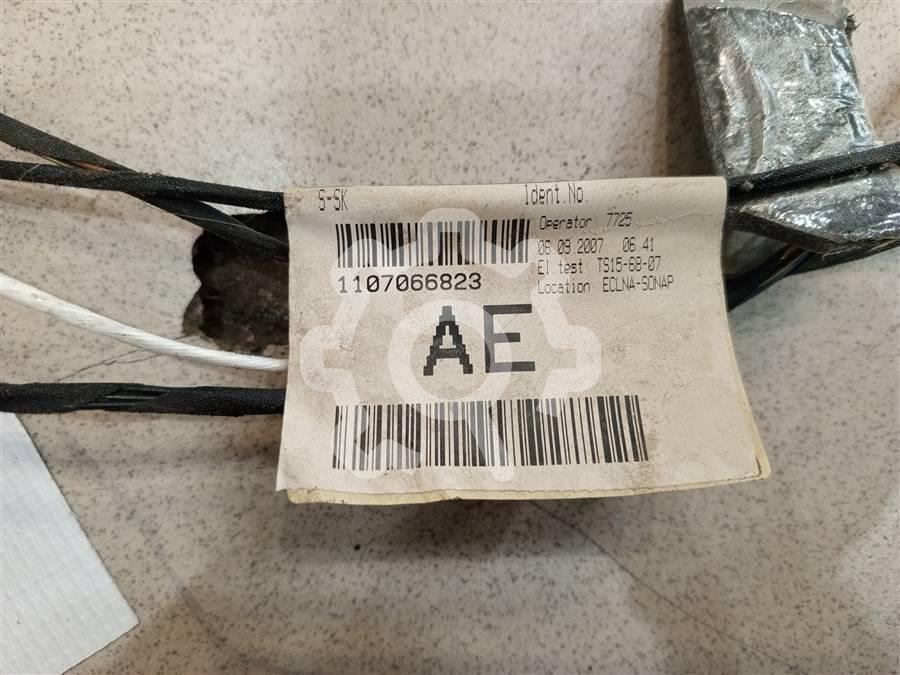 S-SK Ident.No.
Operator 7725
06 09 2007 06 41
El.test: TS15-68-07
Location: ECLNA-SONAP
1107066823
AE